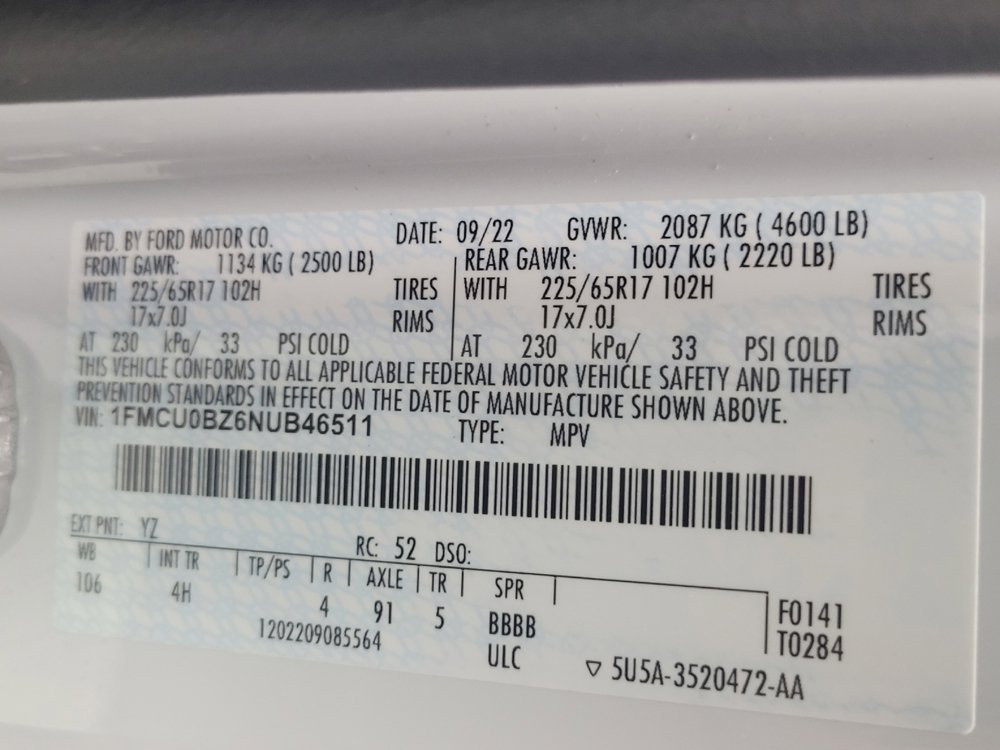 MFD. BY FORD MOTOR CO. DATE: 09/22 GVWR: 2087 KG ( 4600 LB)
FRONT GAWR: 1134 KG ( 2500 LB) REAR GAWR: 1007 KG ( 2220 LB)
WITH 225/65R17 102H TIRES WITH 225/65R17 102H TIRES
17x7.0J RIMS 17x7.0J RIMS
AT 230 kPa/ 33 PSI COLD AT 230 kPa/ 33 PSI COLD
THIS VEHICLE CONFORMS TO ALL APPLICABLE FEDERAL MOTOR VEHICLE SAFETY AND THEFT
PREVENTION STANDARDS IN EFFECT ON THE DATE OF MANUFACTURE SHOWN ABOVE.
VIN: 1FMCU0BZ6NUB46511 TYPE: MPV
EXT PNT: YZ RC: 52 DSO:
WB INT TR TP/PS R AXLE TR SPR
106 4H 4 91 5 BBBB F0141
1202209085564 ULC T0284
▽ 5U5A-3520472-AA